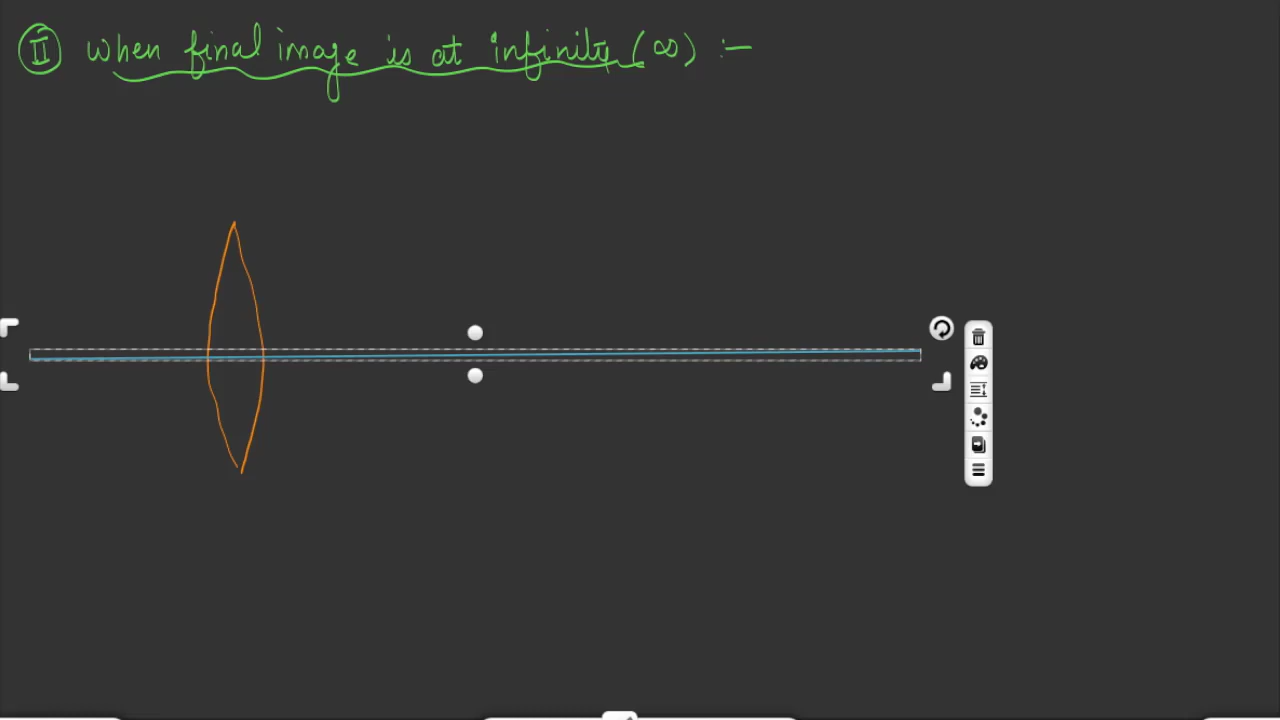 II when final image is at infinity (∞) :-